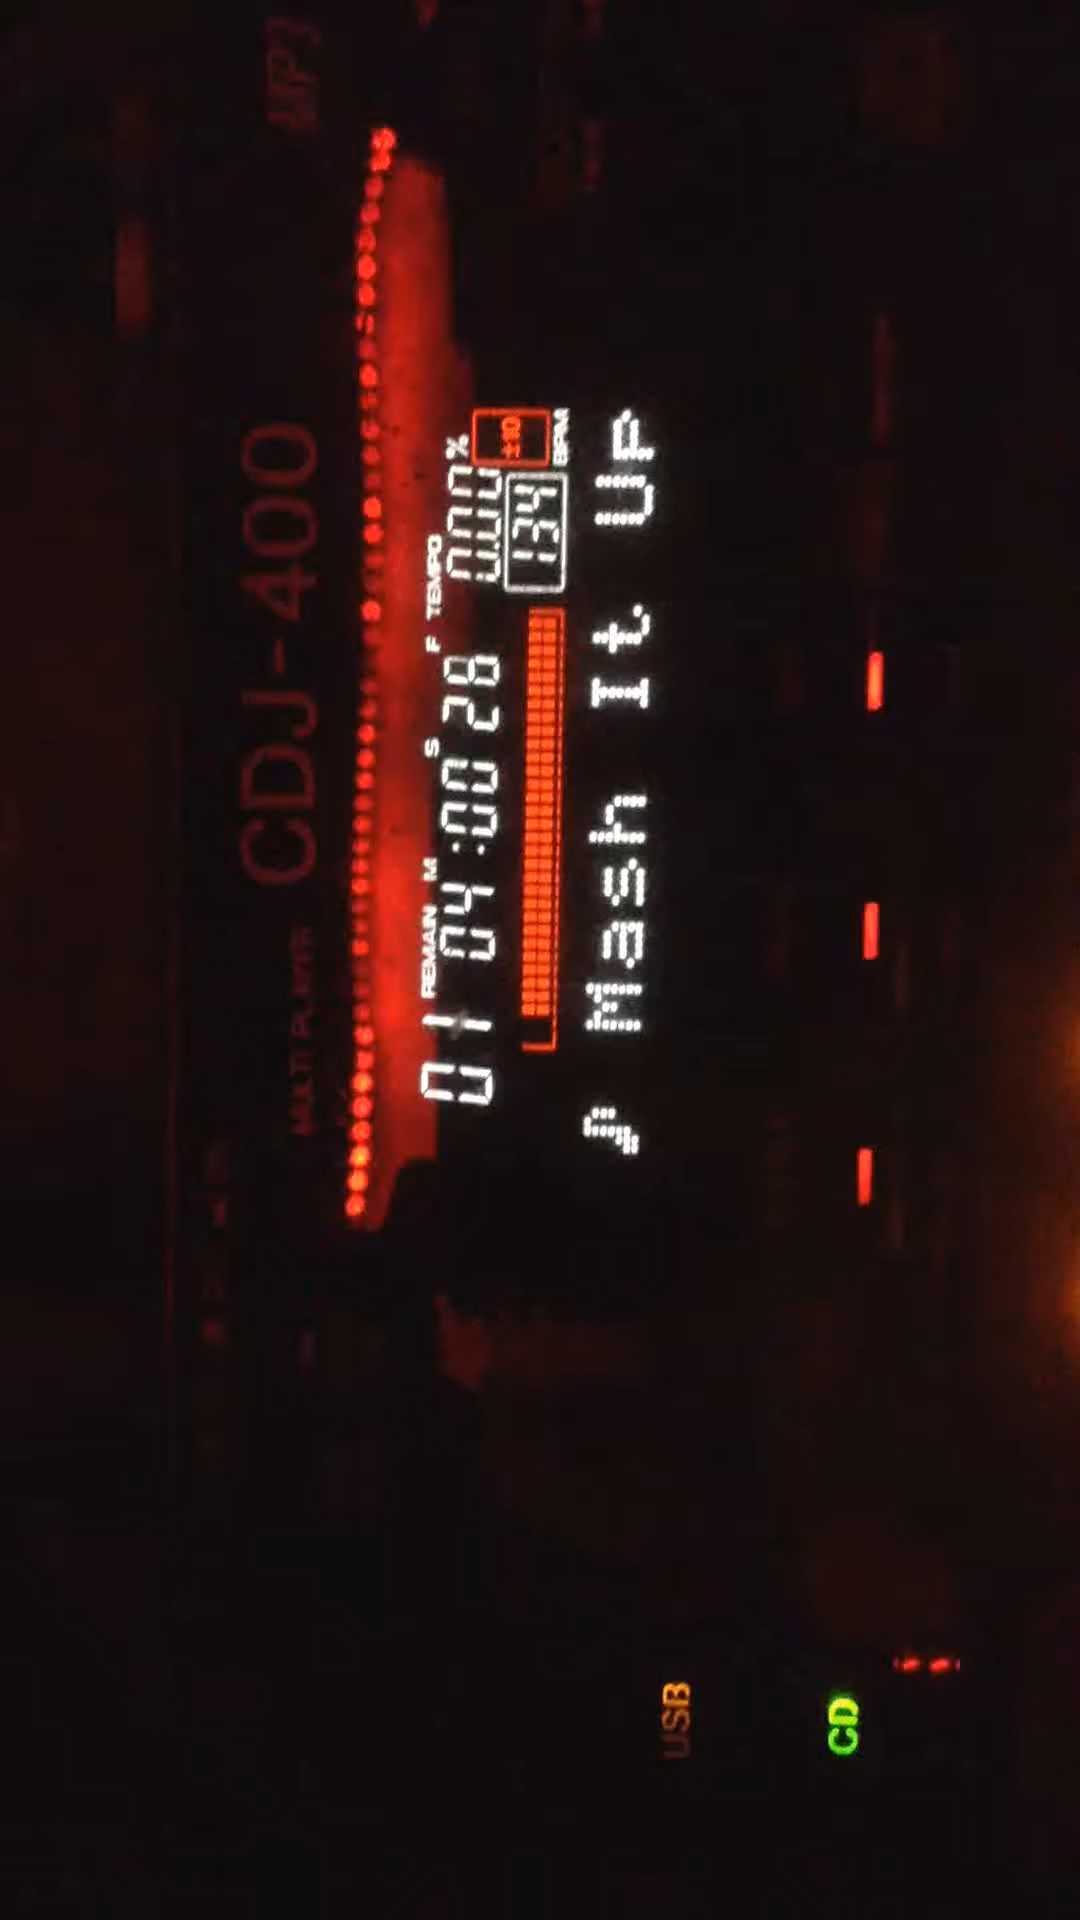 MP3
MULTI PLAYER CDJ-400
REMAIN M S F TEMPO
01 04:00 28 0.00%
±10
134
BPM
♪ Mash It Up
USB
CD